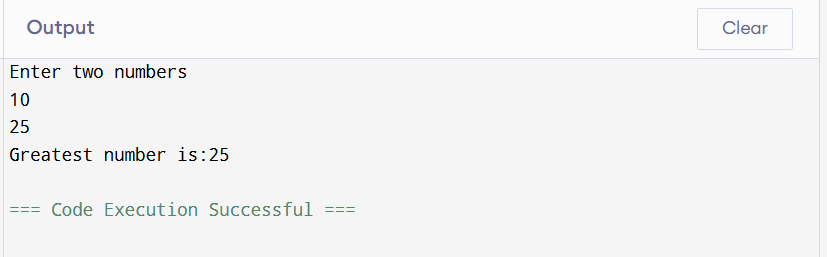 Output
Clear
Enter two numbers
10
25
Greatest number is:25
=== Code Execution Successful ===